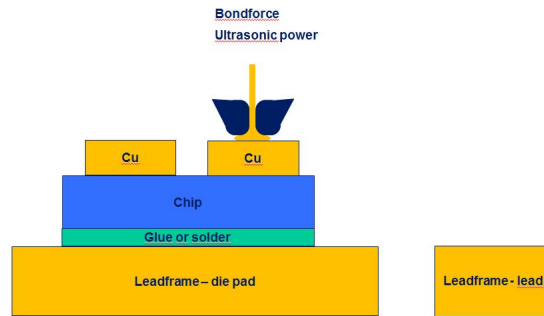 Bondforce
Ultrasonic power
Cu
Cu
Chip
Glue or solder
Leadframe – die pad
Leadframe - lead